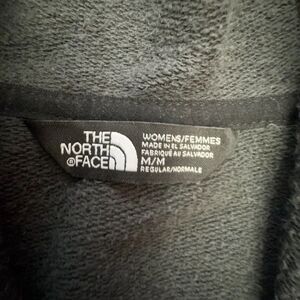 THE
NORTH
®FACE
WOMENS/FEMMES
MADE IN EL SALVADOR
FABRIQUÉ AU SALVADOR
M/M
REGULAR/NORMALE